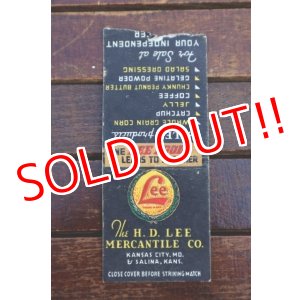 For Sale at
YOUR INDEPENDENT
SALAD DRESSING
GELATINE POWDER
CHUNKY PEANUT BUTTER
COFFEE
JELLY
CATCHUP
WHOLE GRAIN CORN
SOLD OUT!!
Lee
The H. D. LEE
MERCANTILE CO.
KANSAS CITY, MO.
& SALINA, KANS.
CLOSE COVER BEFORE STRIKING MATCH